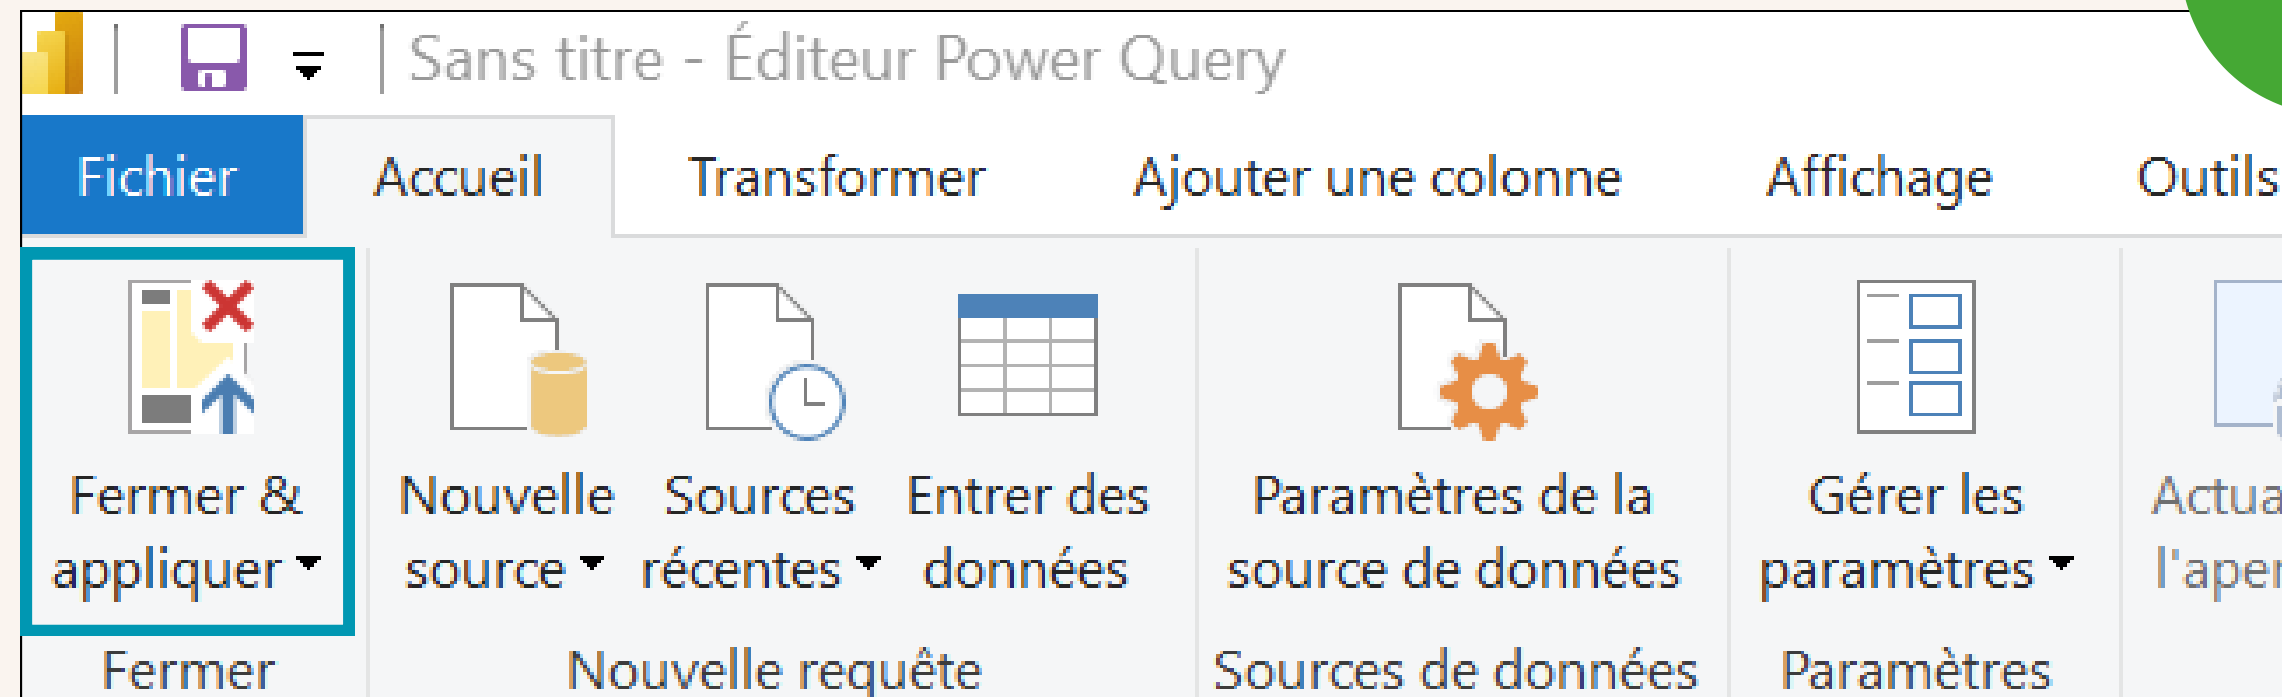 Sans titre - Éditeur Power Query
Fichier Accueil Transformer Ajouter une colonne Affichage Outils
Fermer & appliquer
Nouvelle source
Sources récentes
Entrer des données
Paramètres de la source de données
Gérer les paramètres
Fermer
Nouvelle requête
Sources de données
Paramètres